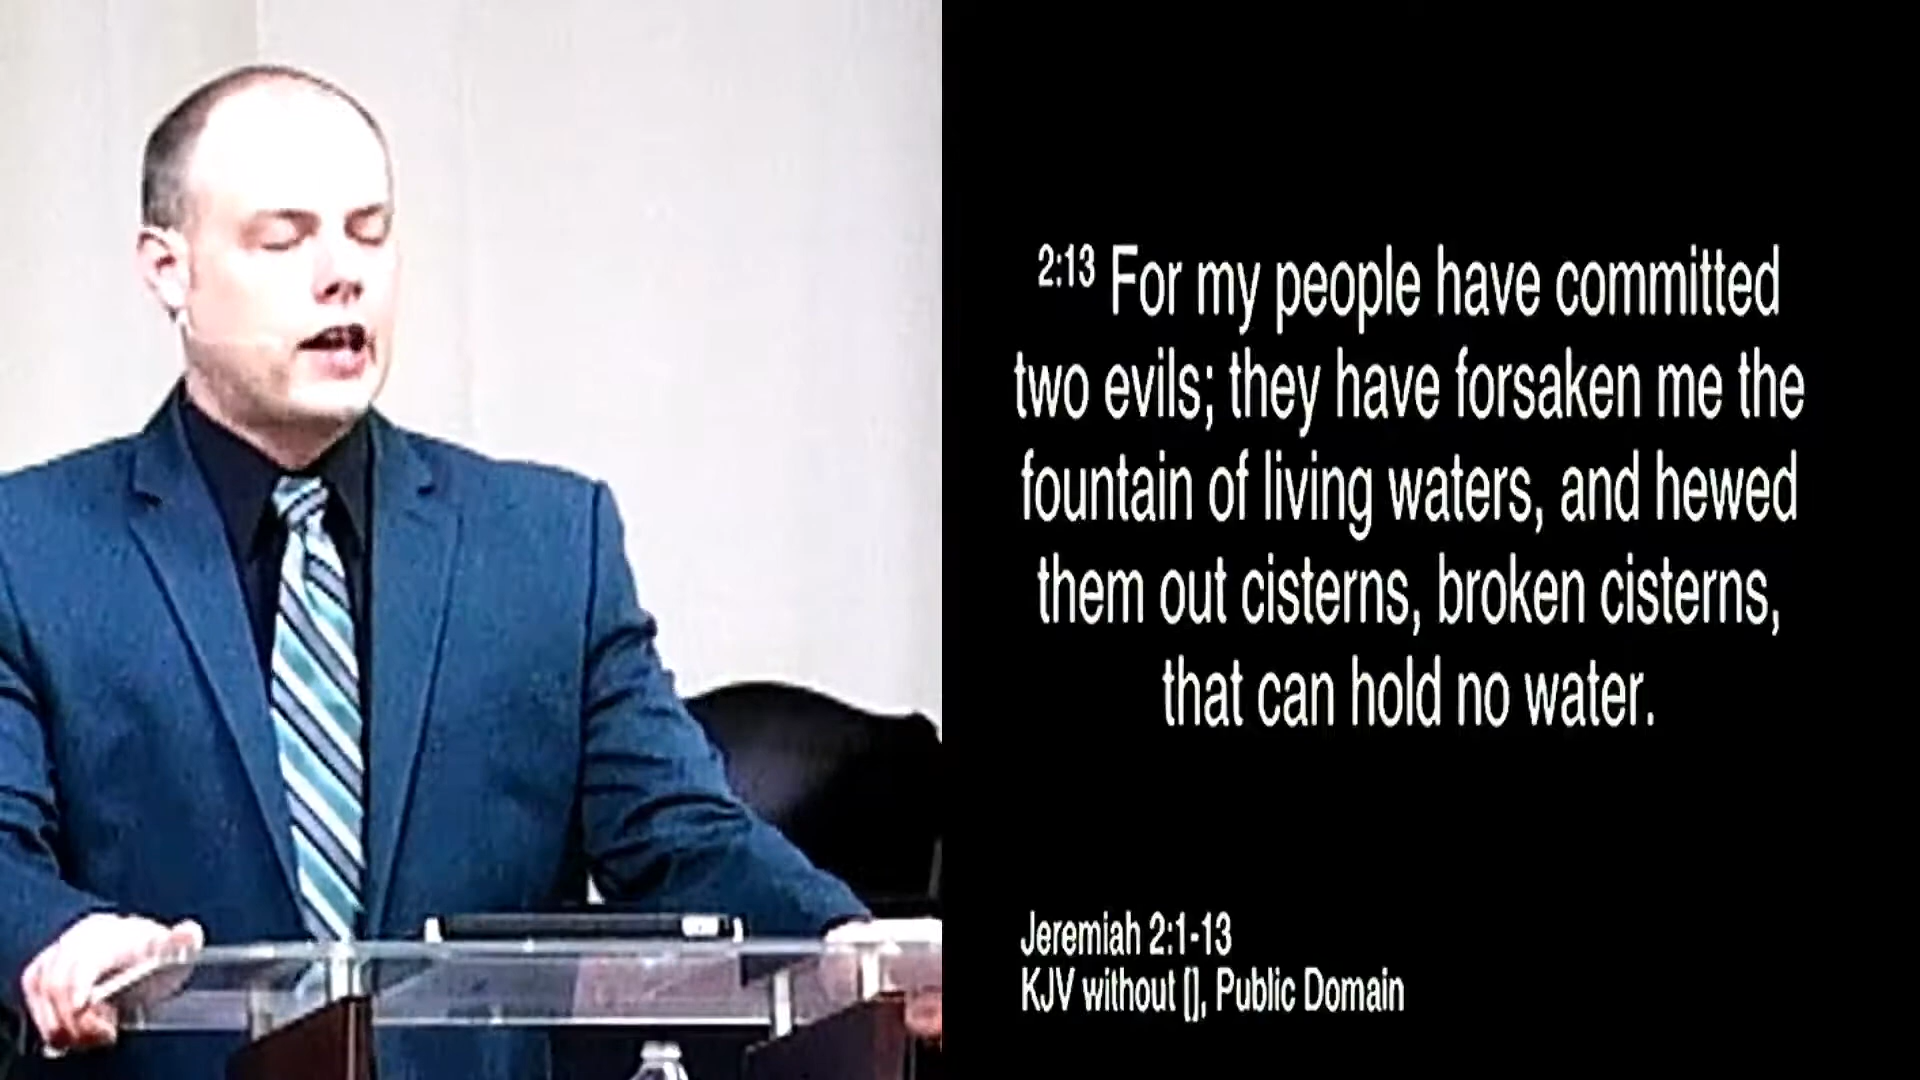 2:13 For my people have committed
two evils; they have forsaken me the
fountain of living waters, and hewed
them out cisterns, broken cisterns,
that can hold no water.
Jeremiah 2:1-13
KJV without [], Public Domain